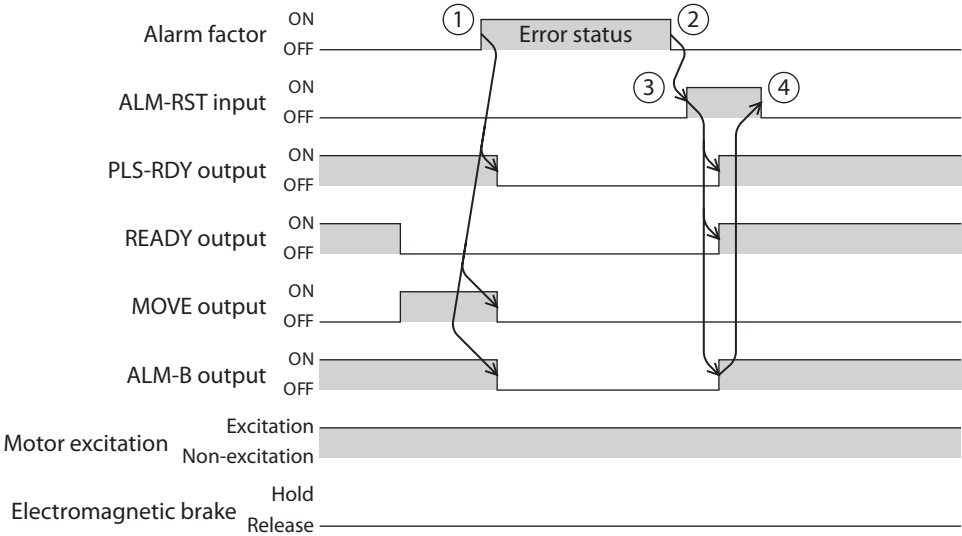 Alarm factor ON OFF ① Error status ②
ALM-RST input ON OFF ③ ④
PLS-RDY output ON OFF
READY output ON OFF
MOVE output ON OFF
ALM-B output ON OFF
Motor excitation Excitation Non-excitation
Electromagnetic brake Hold Release